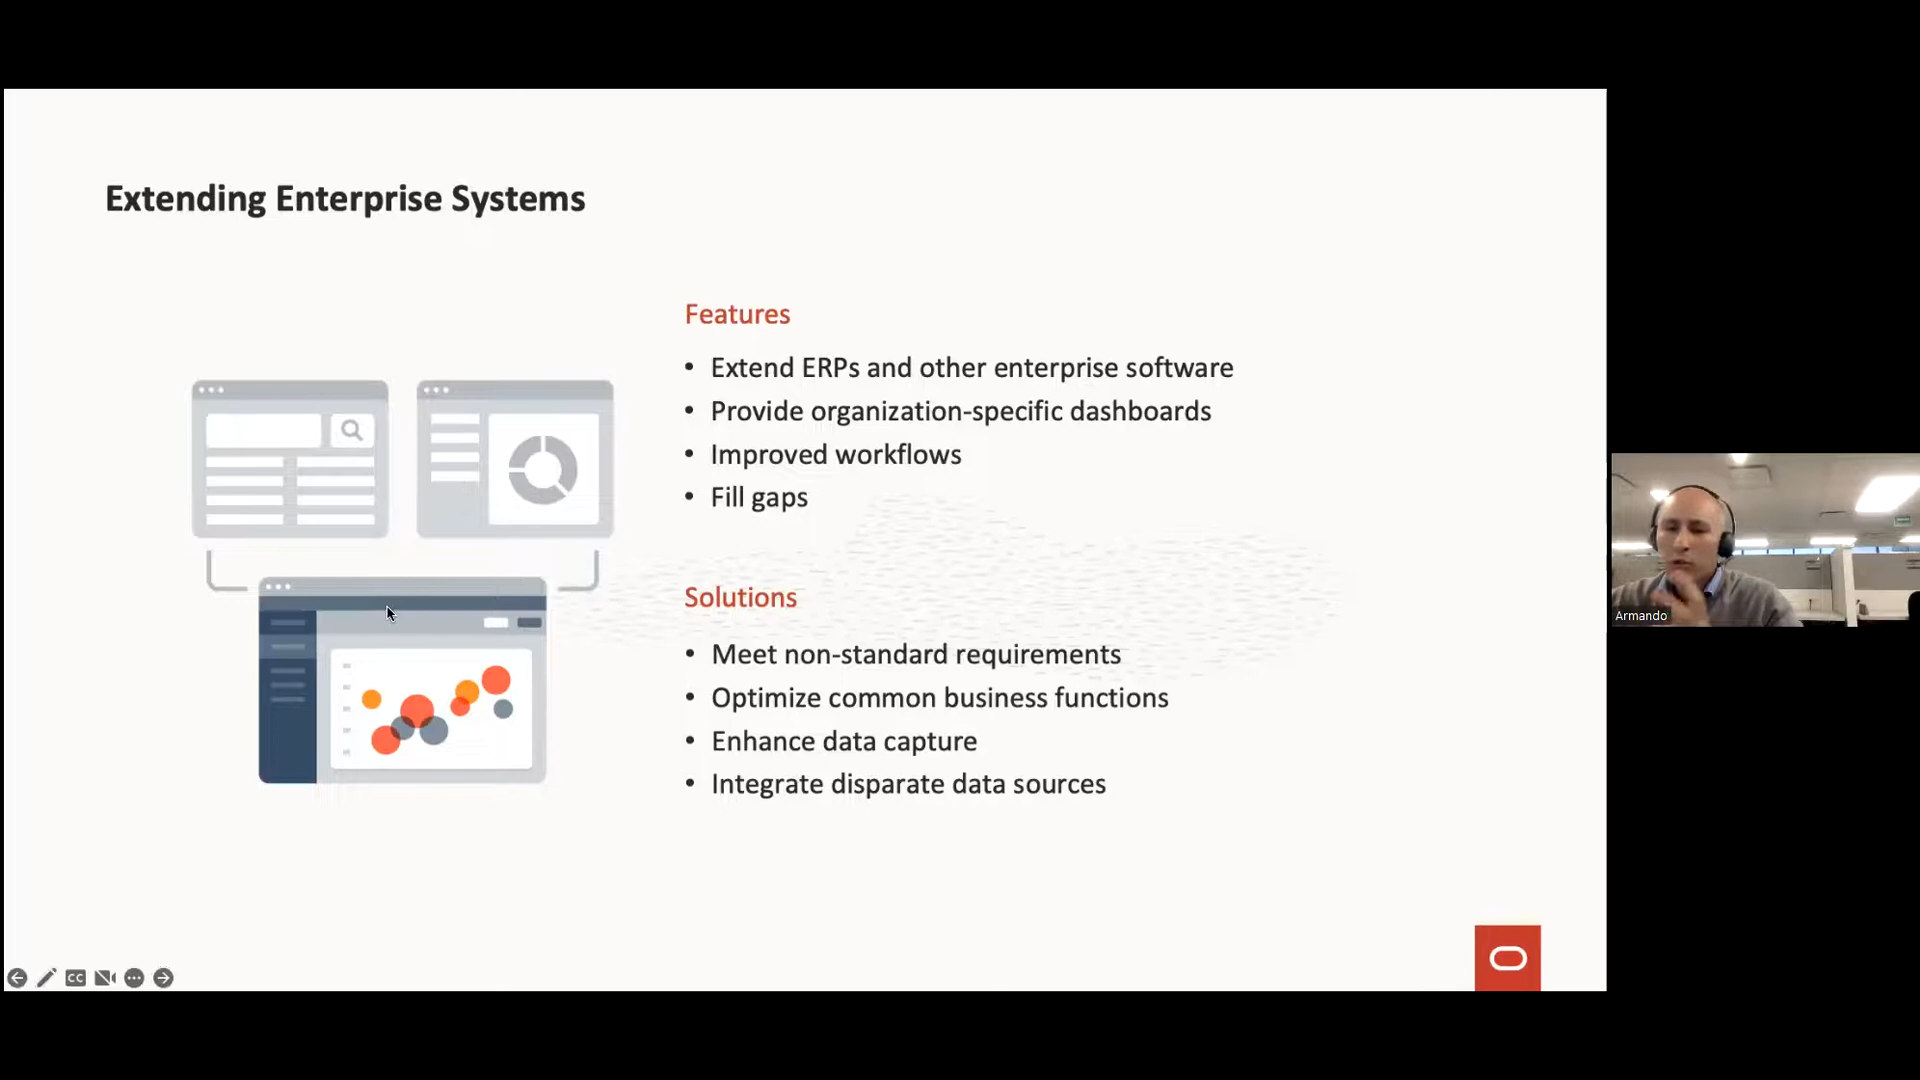 Extending Enterprise Systems
Features
• Extend ERPs and other enterprise software
• Provide organization-specific dashboards
• Improved workflows
• Fill gaps
Solutions
• Meet non-standard requirements
• Optimize common business functions
• Enhance data capture
• Integrate disparate data sources
Armando
CC